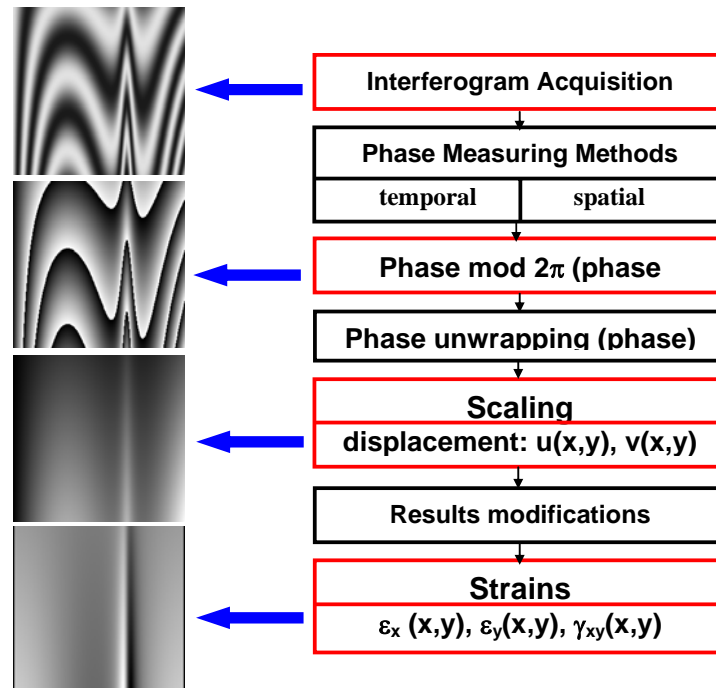 Interferogram Acquisition
Phase Measuring Methods
temporal spatial
Phase mod 2π (phase
Phase unwrapping (phase)
Scaling
displacement: u(x,y), v(x,y)
Results modifications
Strains
εx (x,y), εy(x,y), γxy(x,y)